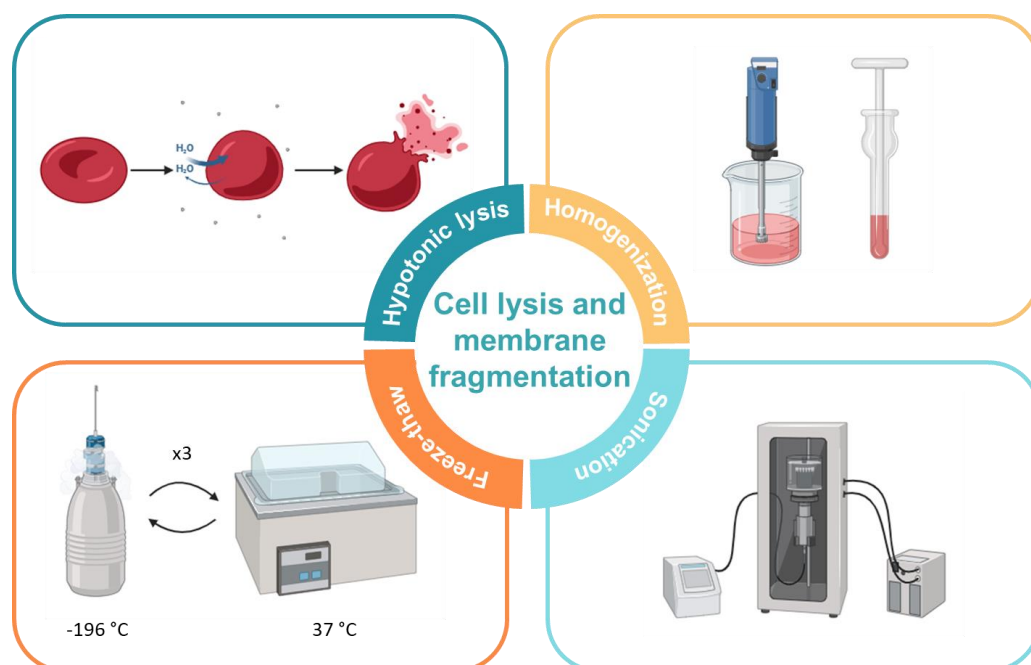 H₂O
H₂O
Hypotonic lysis
Homogenization
Cell lysis and
membrane
fragmentation
Freeze-thaw
Sonication
x3
-196 °C
37 °C